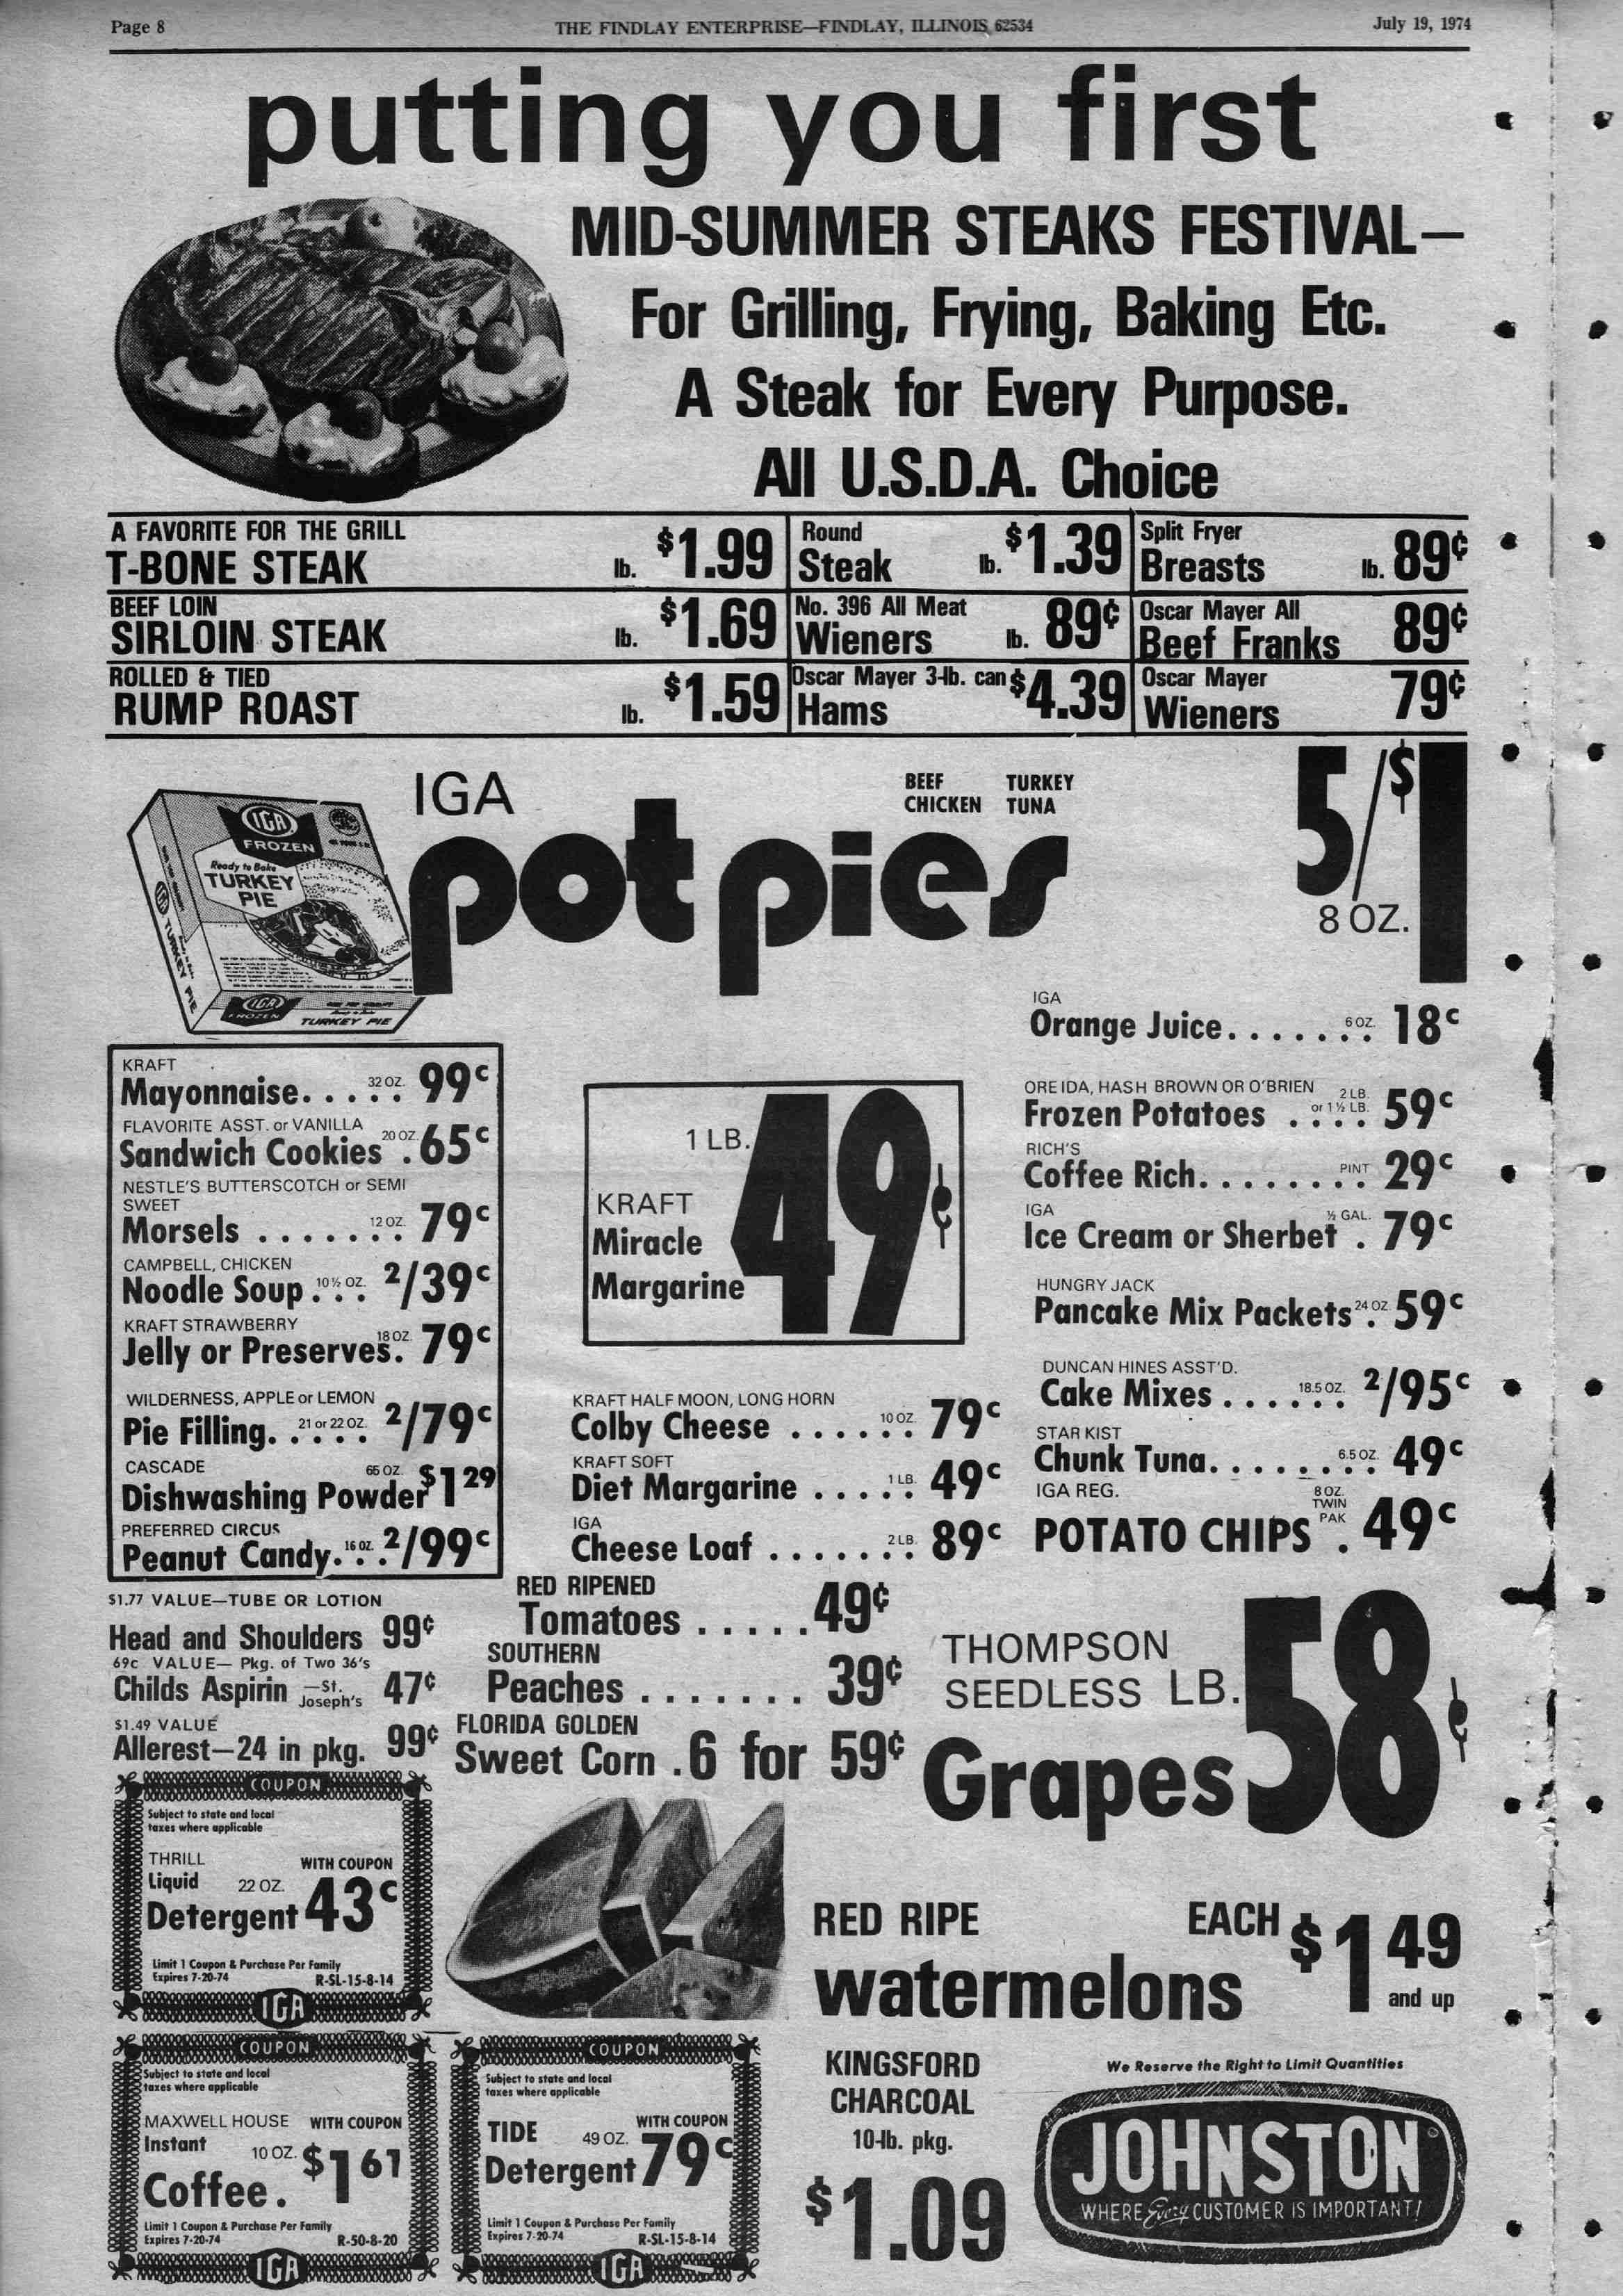 Page 8
THE FINDLAY ENTERPRISE—FINDLAY, ILLINOIS, 62534
July 19, 1974
putting you first
MID-SUMMER STEAKS FESTIVAL—
For Grilling, Frying, Baking Etc.
A Steak for Every Purpose.
All U.S.D.A. Choice
A FAVORITE FOR THE GRILL
T-BONE STEAK lb. $1.99
Round
Steak lb. $1.39
Split Fryer
Breasts lb. 89¢
BEEF LOIN
SIRLOIN STEAK lb. $1.69
No. 396 All Meat
Wieners lb. 89¢
Oscar Mayer All
Beef Franks 89¢
ROLLED & TIED
RUMP ROAST lb. $1.59
Oscar Mayer 3-lb. can
Hams $4.39
Oscar Mayer
Wieners 79¢
IGA
FROZEN
Ready to Bake
TURKEY
PIE
TURKEY PIE
IGA
FROZEN
TURKEY PIE
IGA
pot pies
BEEF TURKEY
CHICKEN TUNA
5/$1
8 OZ.
KRAFT
Mayonnaise. . . . . 32 OZ. 99c
FLAVORITE ASST. or VANILLA
Sandwich Cookies 20 OZ. . 65c
NESTLE'S BUTTERSCOTCH or SEMI
SWEET
Morsels . . . . . . . 12 OZ. 79c
CAMPBELL, CHICKEN
Noodle Soup . . . 10½ OZ. 2/39c
KRAFT STRAWBERRY
Jelly or Preserves. 18 OZ. 79c
WILDERNESS, APPLE or LEMON
Pie Filling. . . . . 21 or 22 OZ. 2/79c
CASCADE
Dishwashing Powder 65 OZ. $1 29
PREFERRED CIRCUS
Peanut Candy. . . 16 OZ. 2/99c
1 LB.
KRAFT
Miracle
Margarine
49¢
KRAFT HALF MOON, LONG HORN
Colby Cheese . . . . . . 10 OZ. 79c
KRAFT SOFT
Diet Margarine . . . . . 1 LB. 49c
IGA
Cheese Loaf . . . . . . . 2 LB. 89c
IGA
Orange Juice. . . . . . . 6 OZ. 18c
ORE IDA, HASH BROWN OR O'BRIEN
Frozen Potatoes . . . . 2 LB. or 1½ LB. 59c
RICH'S
Coffee Rich. . . . . . . . PINT 29c
IGA
Ice Cream or Sherbet . ½ GAL. 79c
HUNGRY JACK
Pancake Mix Packets . 24 OZ. 59c
DUNCAN HINES ASST'D.
Cake Mixes . . . . . . 18.5 OZ. 2/95c
STAR KIST
Chunk Tuna. . . . . . . . 6.5 OZ. 49c
IGA REG.
POTATO CHIPS . 8 OZ. TWIN PAK 49c
$1.77 VALUE—TUBE OR LOTION
Head and Shoulders 99¢
69c VALUE— Pkg. of Two 36's
Childs Aspirin —St. Joseph's 47¢
$1.49 VALUE
Allerest—24 in pkg. 99¢
RED RIPENED
Tomatoes . . . . . 49¢
SOUTHERN
Peaches . . . . . . . 39¢
FLORIDA GOLDEN
Sweet Corn . 6 for 59¢
THOMPSON
SEEDLESS LB.
Grapes 58¢
COUPON
Subject to state and local
taxes where applicable
THRILL WITH COUPON
Liquid 22 OZ.
Detergent 43c
Limit 1 Coupon & Purchase Per Family
Expires 7-20-74 R-SL-15-8-14
IGA
RED RIPE
watermelons
EACH $1 49
and up
COUPON
Subject to state and local
taxes where applicable
MAXWELL HOUSE WITH COUPON
Instant 10 OZ. $1 61
Coffee.
Limit 1 Coupon & Purchase Per Family
Expires 7-20-74 R-50-8-20
IGA
COUPON
Subject to state and local
taxes where applicable
TIDE WITH COUPON
49 OZ.
Detergent 79c
Limit 1 Coupon & Purchase Per Family
Expires 7-20-74 R-SL-15-8-14
IGA
KINGSFORD
CHARCOAL
10-lb. pkg.
$1.09
We Reserve the Right to Limit Quantities
JOHNSTON
WHERE Every CUSTOMER IS IMPORTANT!